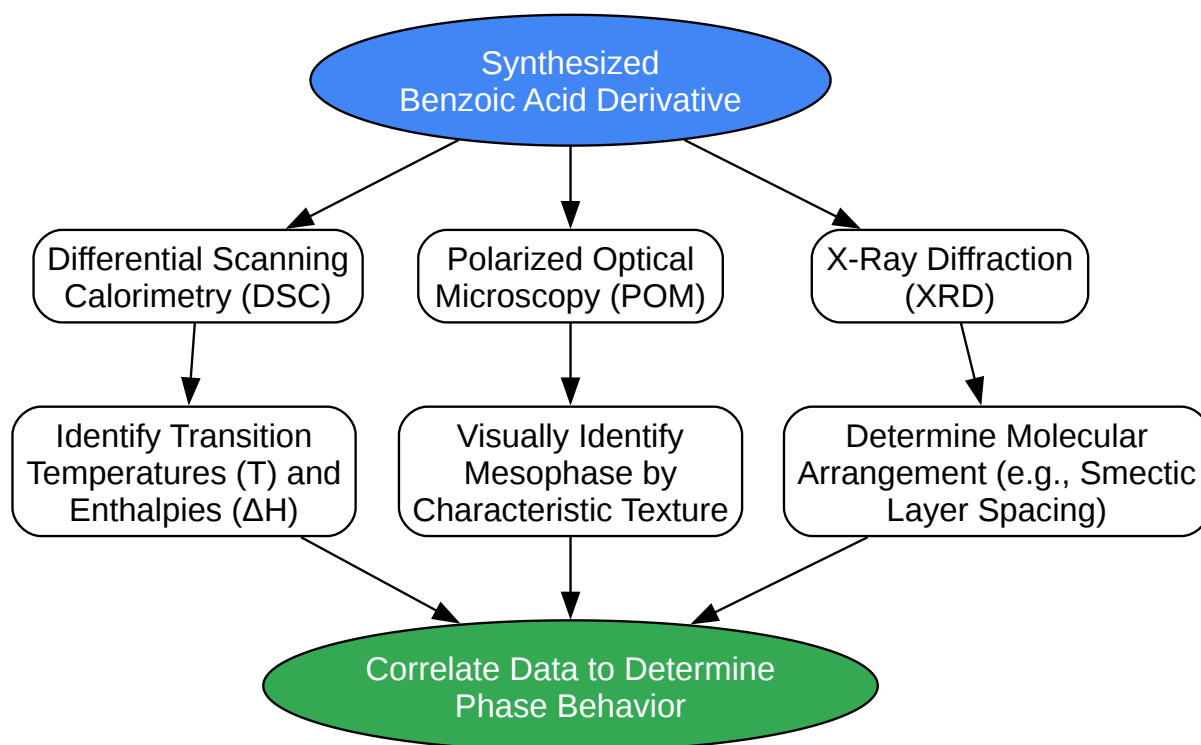 Synthesized
Benzoic Acid Derivative
Differential Scanning
Calorimetry (DSC)
Polarized Optical
Microscopy (POM)
X-Ray Diffraction
(XRD)
Identify Transition
Temperatures (T) and
Enthalpies (ΔH)
Visually Identify
Mesophase by
Characteristic Texture
Determine Molecular
Arrangement (e.g., Smectic
Layer Spacing)
Correlate Data to Determine
Phase Behavior